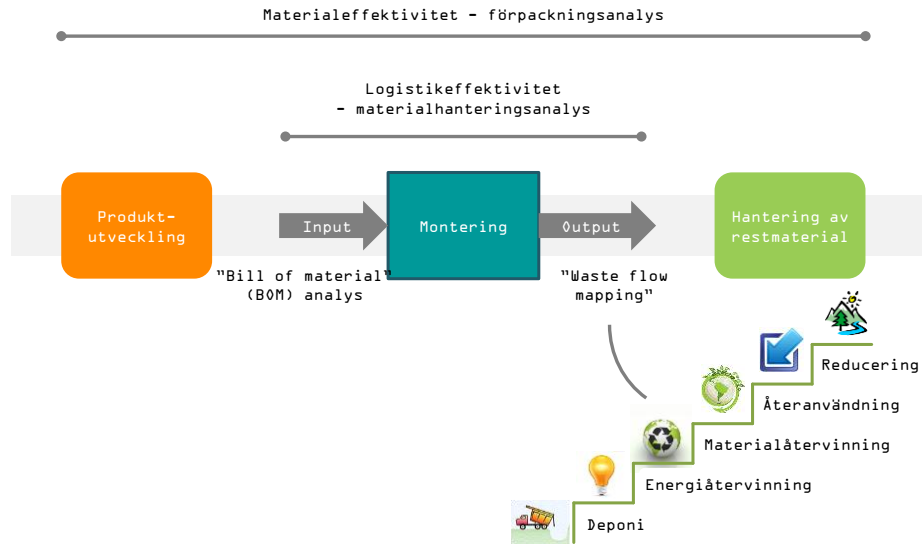 Materialeffektivitet – förpackningsanalys
Logistikeffektivitet
– materialhanteringsanalys
Produkt-
utveckling
Input
Montering
Output
Hantering av
restmaterial
"Bill of material"
(BOM) analys
"Waste flow
mapping"
Reducering
Återanvändning
Materialåtervinning
Energiåtervinning
Deponi